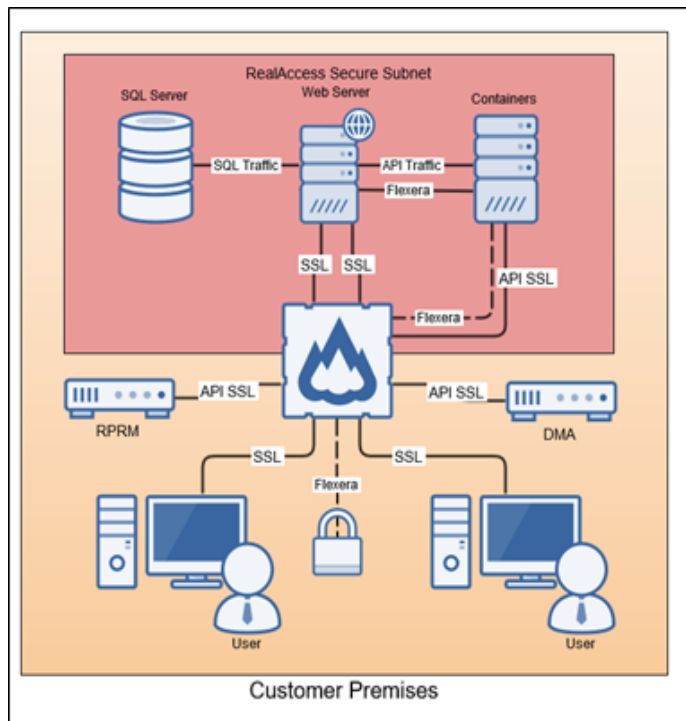 RealAccess Secure Subnet
SQL Server
Web Server
Containers
SQL Traffic
API Traffic
Flexera
SSL
SSL
API SSL
Flexera
API SSL
API SSL
RPRM
DMA
SSL
SSL
Flexera
User
User
Customer Premises